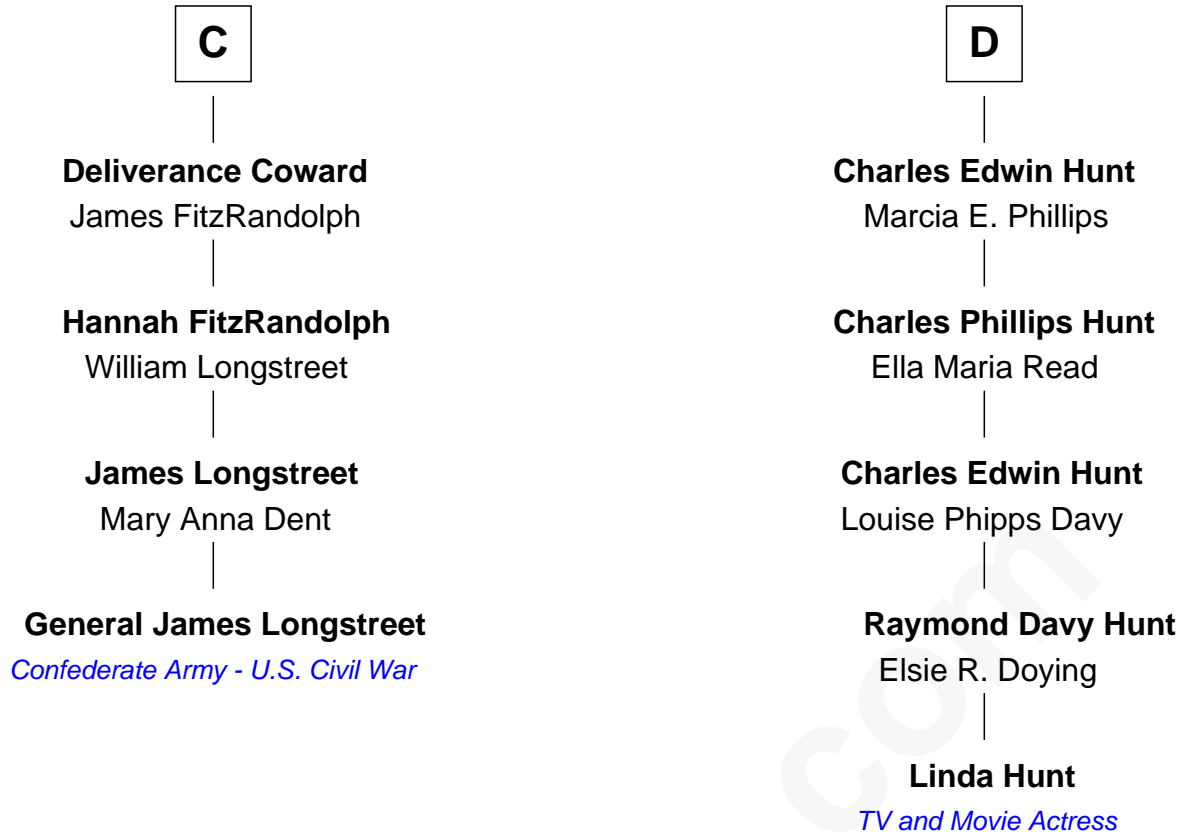 C
Deliverance Coward
James FitzRandolph
Hannah FitzRandolph
William Longstreet
James Longstreet
Mary Anna Dent
General James Longstreet
Confederate Army - U.S. Civil War
D
Charles Edwin Hunt
Marcia E. Phillips
Charles Phillips Hunt
Ella Maria Read
Charles Edwin Hunt
Louise Phipps Davy
Raymond Davy Hunt
Elsie R. Doying
Linda Hunt
TV and Movie Actress
com